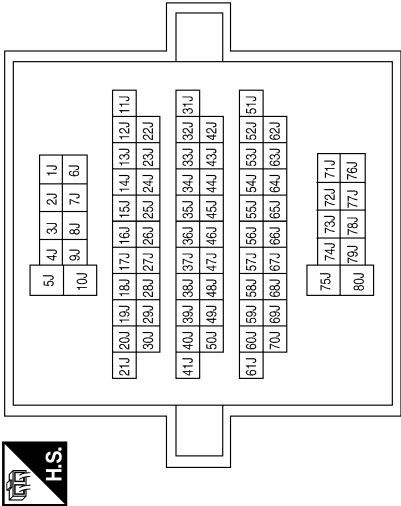 H.S.
5J 4J 3J 2J 1J
10J 9J 8J 7J 6J
21J 20J 19J 18J 17J 16J 15J 14J 13J 12J 11J
30J 29J 28J 27J 26J 25J 24J 23J 22J
41J 40J 39J 38J 37J 36J 35J 34J 33J 32J 31J
50J 49J 48J 47J 46J 45J 44J 43J 42J
61J 60J 59J 58J 57J 56J 55J 54J 53J 52J 51J
70J 69J 68J 67J 66J 65J 64J 63J 62J
75J 74J 73J 72J 71J
80J 79J 78J 77J 76J